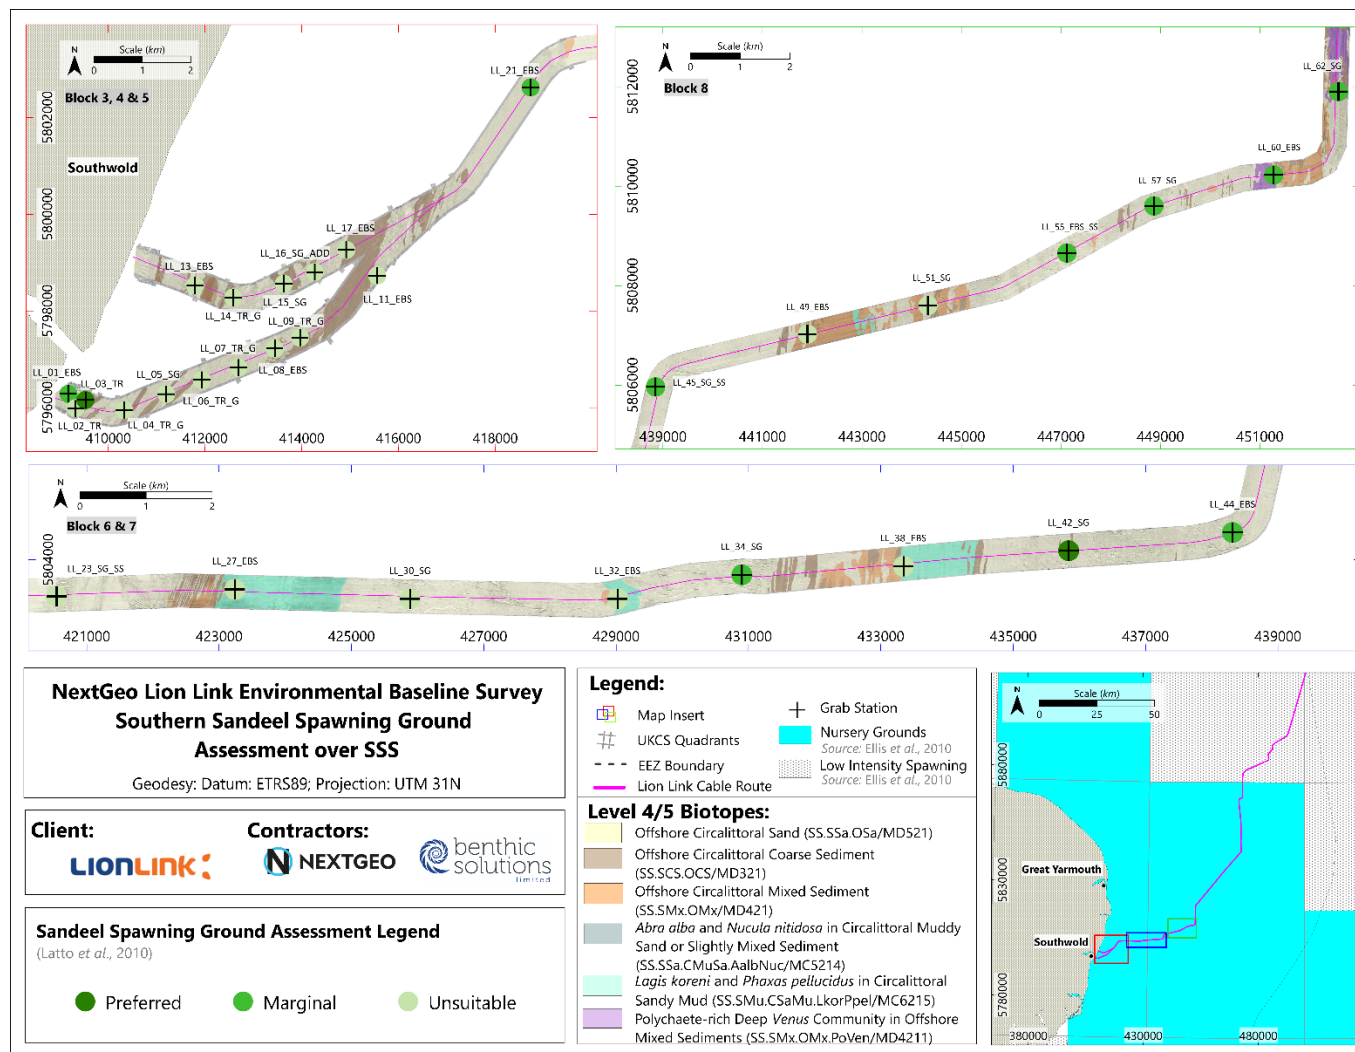 N
Scale (km)
0 1 2
Block 3, 4 & 5
Southwold
5802000
5800000
5798000
5796000
410000 412000 414000 416000 418000
LL_21_EBS
LL_17_EBS
LL_16_SG_ADD
LL_13_EBS
LL_15_SG
LL_14_TR_G
LL_11_EBS
LL_09_TR_G
LL_07_TR_G
LL_08_EBS
LL_01_EBS
LL_03_TR
LL_05_SG
LL_06_TR_G
LL_02_TR
LL_04_TR_G
N
Scale (km)
0 1 2
Block 8
5812000
5810000
5808000
5806000
439000 441000 443000 445000 447000 449000 451000
LL_62_SG
LL_60_EBS
LL_57_SG
LL_55_EBS_SS
LL_51_SG
LL_49_EBS
LL_45_SG_SS
N
Scale (km)
0 1 2
Block 6 & 7
5804000
421000 423000 425000 427000 429000 431000 433000 435000 437000 439000
LL_23_SG_SS
LL_27_EBS
LL_30_SG
LL_32_EBS
LL_34_SG
LL_38_EBS
LL_42_SG
LL_44_EBS
NextGeo Lion Link Environmental Baseline Survey
Southern Sandeel Spawning Ground
Assessment over SSS
Geodesy: Datum: ETRS89; Projection: UTM 31N
Client:
LIONLINK
Contractors:
N NEXTGEO
benthic
solutions
limited
Sandeel Spawning Ground Assessment Legend
(Latto et al., 2010)
Preferred
Marginal
Unsuitable
Legend:
Map Insert
UKCS Quadrants
EEZ Boundary
Lion Link Cable Route
Grab Station
Nursery Grounds
Source: Ellis et al., 2010
Low Intensity Spawning
Source: Ellis et al., 2010
Level 4/5 Biotopes:
Offshore Circalittoral Sand (SS.SSa.OSa/MD521)
Offshore Circalittoral Coarse Sediment
(SS.SCS.OCS/MD321)
Offshore Circalittoral Mixed Sediment
(SS.SMx.OMx/MD421)
Abra alba and Nucula nitidosa in Circalittoral Muddy
Sand or Slightly Mixed Sediment
(SS.SSa.CMuSa.AalbNuc/MC5214)
Lagis koreni and Phaxas pellucidus in Circalittoral
Sandy Mud (SS.SMu.CSaMu.LkorPpel/MC6215)
Polychaete-rich Deep Venus Community in Offshore
Mixed Sediments (SS.SMx.OMx.PoVen/MD4211)
N
Scale (km)
0 25 50
5880000
5830000
5780000
Great Yarmouth
Southwold
380000 430000 480000